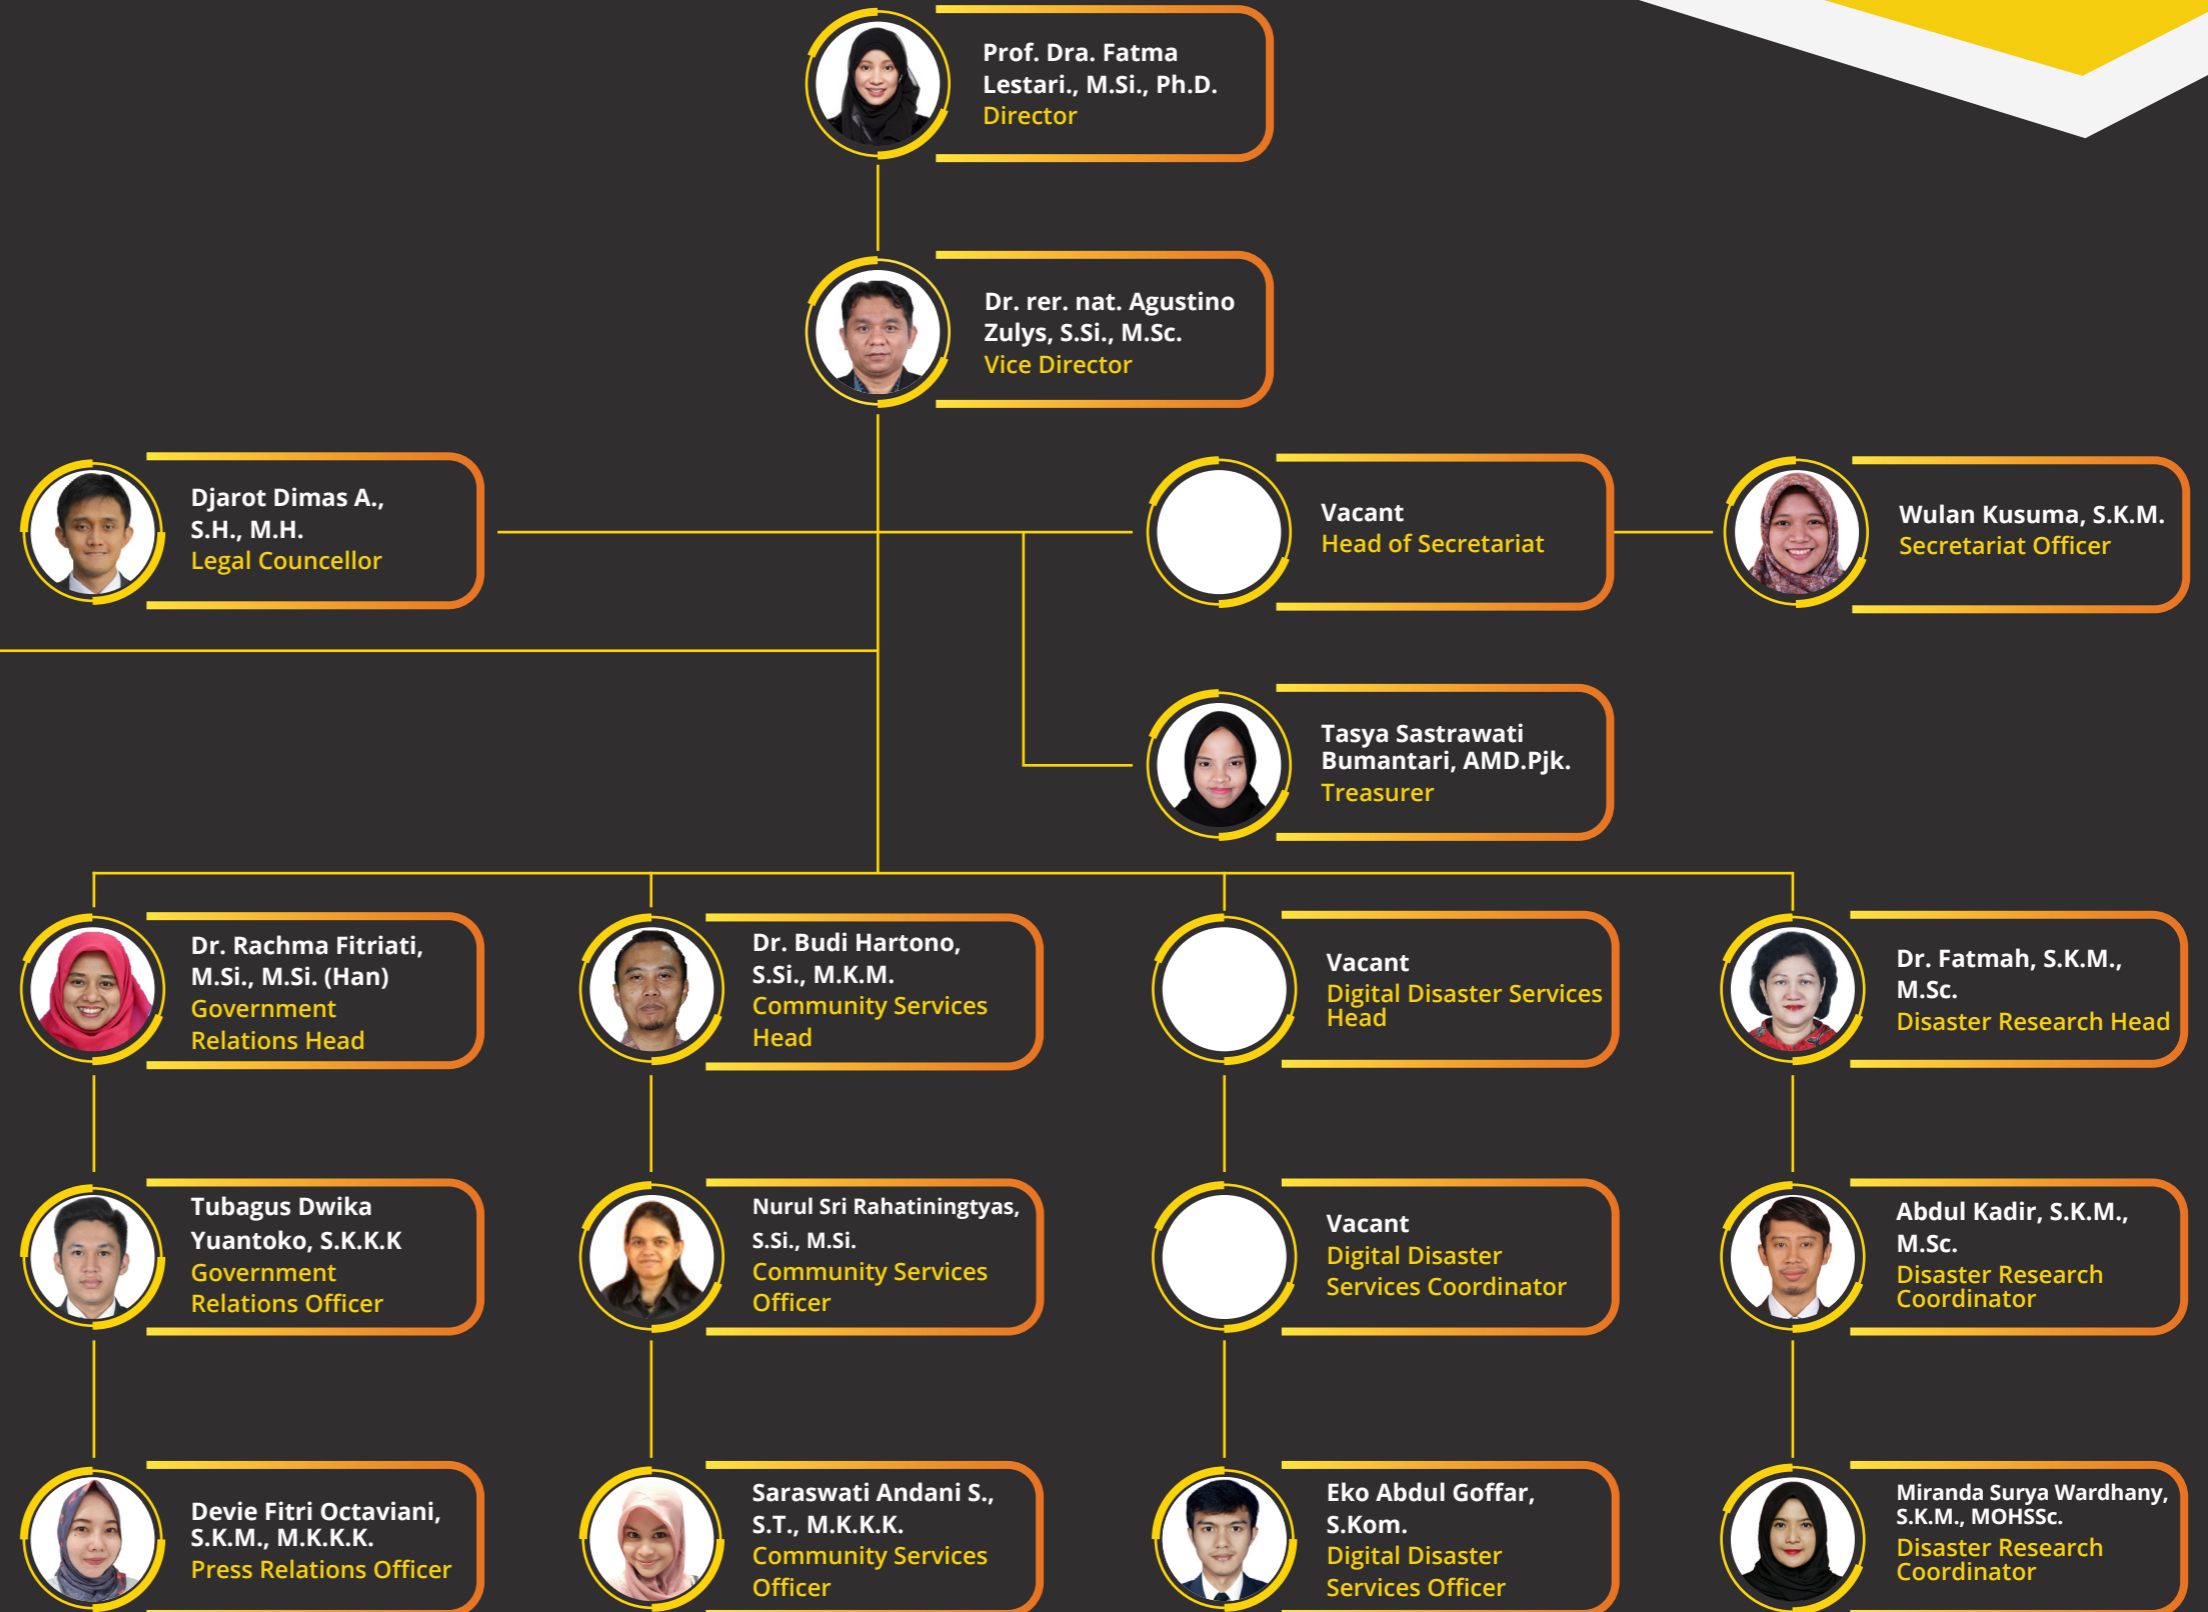 Prof. Dra. Fatma
Lestari., M.Si., Ph.D.
Director
Dr. rer. nat. Agustino
Zulys, S.Si., M.Sc.
Vice Director
Djarot Dimas A.,
S.H., M.H.
Legal Councellor
Vacant
Head of Secretariat
Wulan Kusuma, S.K.M.
Secretariat Officer
Tasya Sastrawati
Bumantari, AMD.Pjk.
Treasurer
Dr. Rachma Fitriati,
M.Si., M.Si. (Han)
Government
Relations Head
Dr. Budi Hartono,
S.Si., M.K.M.
Community Services
Head
Vacant
Digital Disaster Services
Head
Dr. Fatmah, S.K.M.,
M.Sc.
Disaster Research Head
Tubagus Dwika
Yuantoko, S.K.K.K
Government
Relations Officer
Nurul Sri Rahatiningtyas,
S.Si., M.Si.
Community Services
Officer
Vacant
Digital Disaster
Services Coordinator
Abdul Kadir, S.K.M.,
M.Sc.
Disaster Research
Coordinator
Devie Fitri Octaviani,
S.K.M., M.K.K.K.
Press Relations Officer
Saraswati Andani S.,
S.T., M.K.K.K.
Community Services
Officer
Eko Abdul Goffar,
S.Kom.
Digital Disaster
Services Officer
Miranda Surya Wardhany,
S.K.M., MOHSSc.
Disaster Research
Coordinator